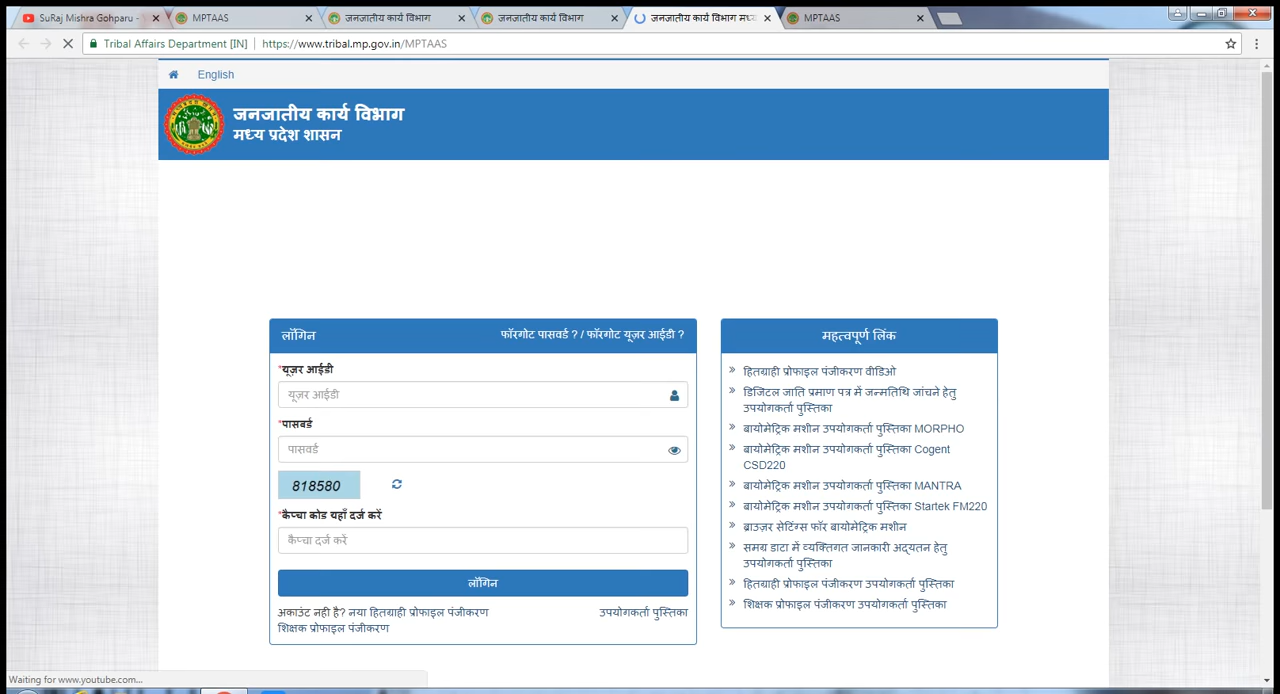 SuRaj Mishra Gohparu -
MPTAAS
जनजातीय कार्य विभाग
जनजातीय कार्य विभाग
जनजातीय कार्य विभाग मध्य
MPTAAS
Tribal Affairs Department [IN]
https://www.tribal.mp.gov.in/MPTAAS
English
जनजातीय कार्य विभाग
मध्य प्रदेश शासन
लॉगिन
फॉरगोट पासवर्ड ? / फॉरगोट यूज़र आईडी ?
*यूज़र आईडी
यूज़र आईडी
*पासवर्ड
पासवर्ड
818580
*कैप्चा कोड यहाँ दर्ज करें
कैप्चा दर्ज करें
लॉगिन
अकाउंट नही है? नया हितग्राही प्रोफाइल पंजीकरण
उपयोगकर्ता पुस्तिका
शिक्षक प्रोफाइल पंजीकरण
महत्वपूर्ण लिंक
» हितग्राही प्रोफाइल पंजीकरण वीडिओ
» डिजिटल जाति प्रमाण पत्र में जन्मतिथि जांचने हेतु
उपयोगकर्ता पुस्तिका
» बायोमेट्रिक मशीन उपयोगकर्ता पुस्तिका MORPHO
» बायोमेट्रिक मशीन उपयोगकर्ता पुस्तिका Cogent
CSD220
» बायोमेट्रिक मशीन उपयोगकर्ता पुस्तिका MANTRA
» बायोमेट्रिक मशीन उपयोगकर्ता पुस्तिका Startek FM220
» ब्राउज़र सेटिंग्स फॉर बायोमेट्रिक मशीन
» समग्र डाटा में व्यक्तिगत जानकारी अद्यतन हेतु
उपयोगकर्ता पुस्तिका
» हितग्राही प्रोफाइल पंजीकरण उपयोगकर्ता पुस्तिका
» शिक्षक प्रोफाइल पंजीकरण उपयोगकर्ता पुस्तिका
Waiting for www.youtube.com...